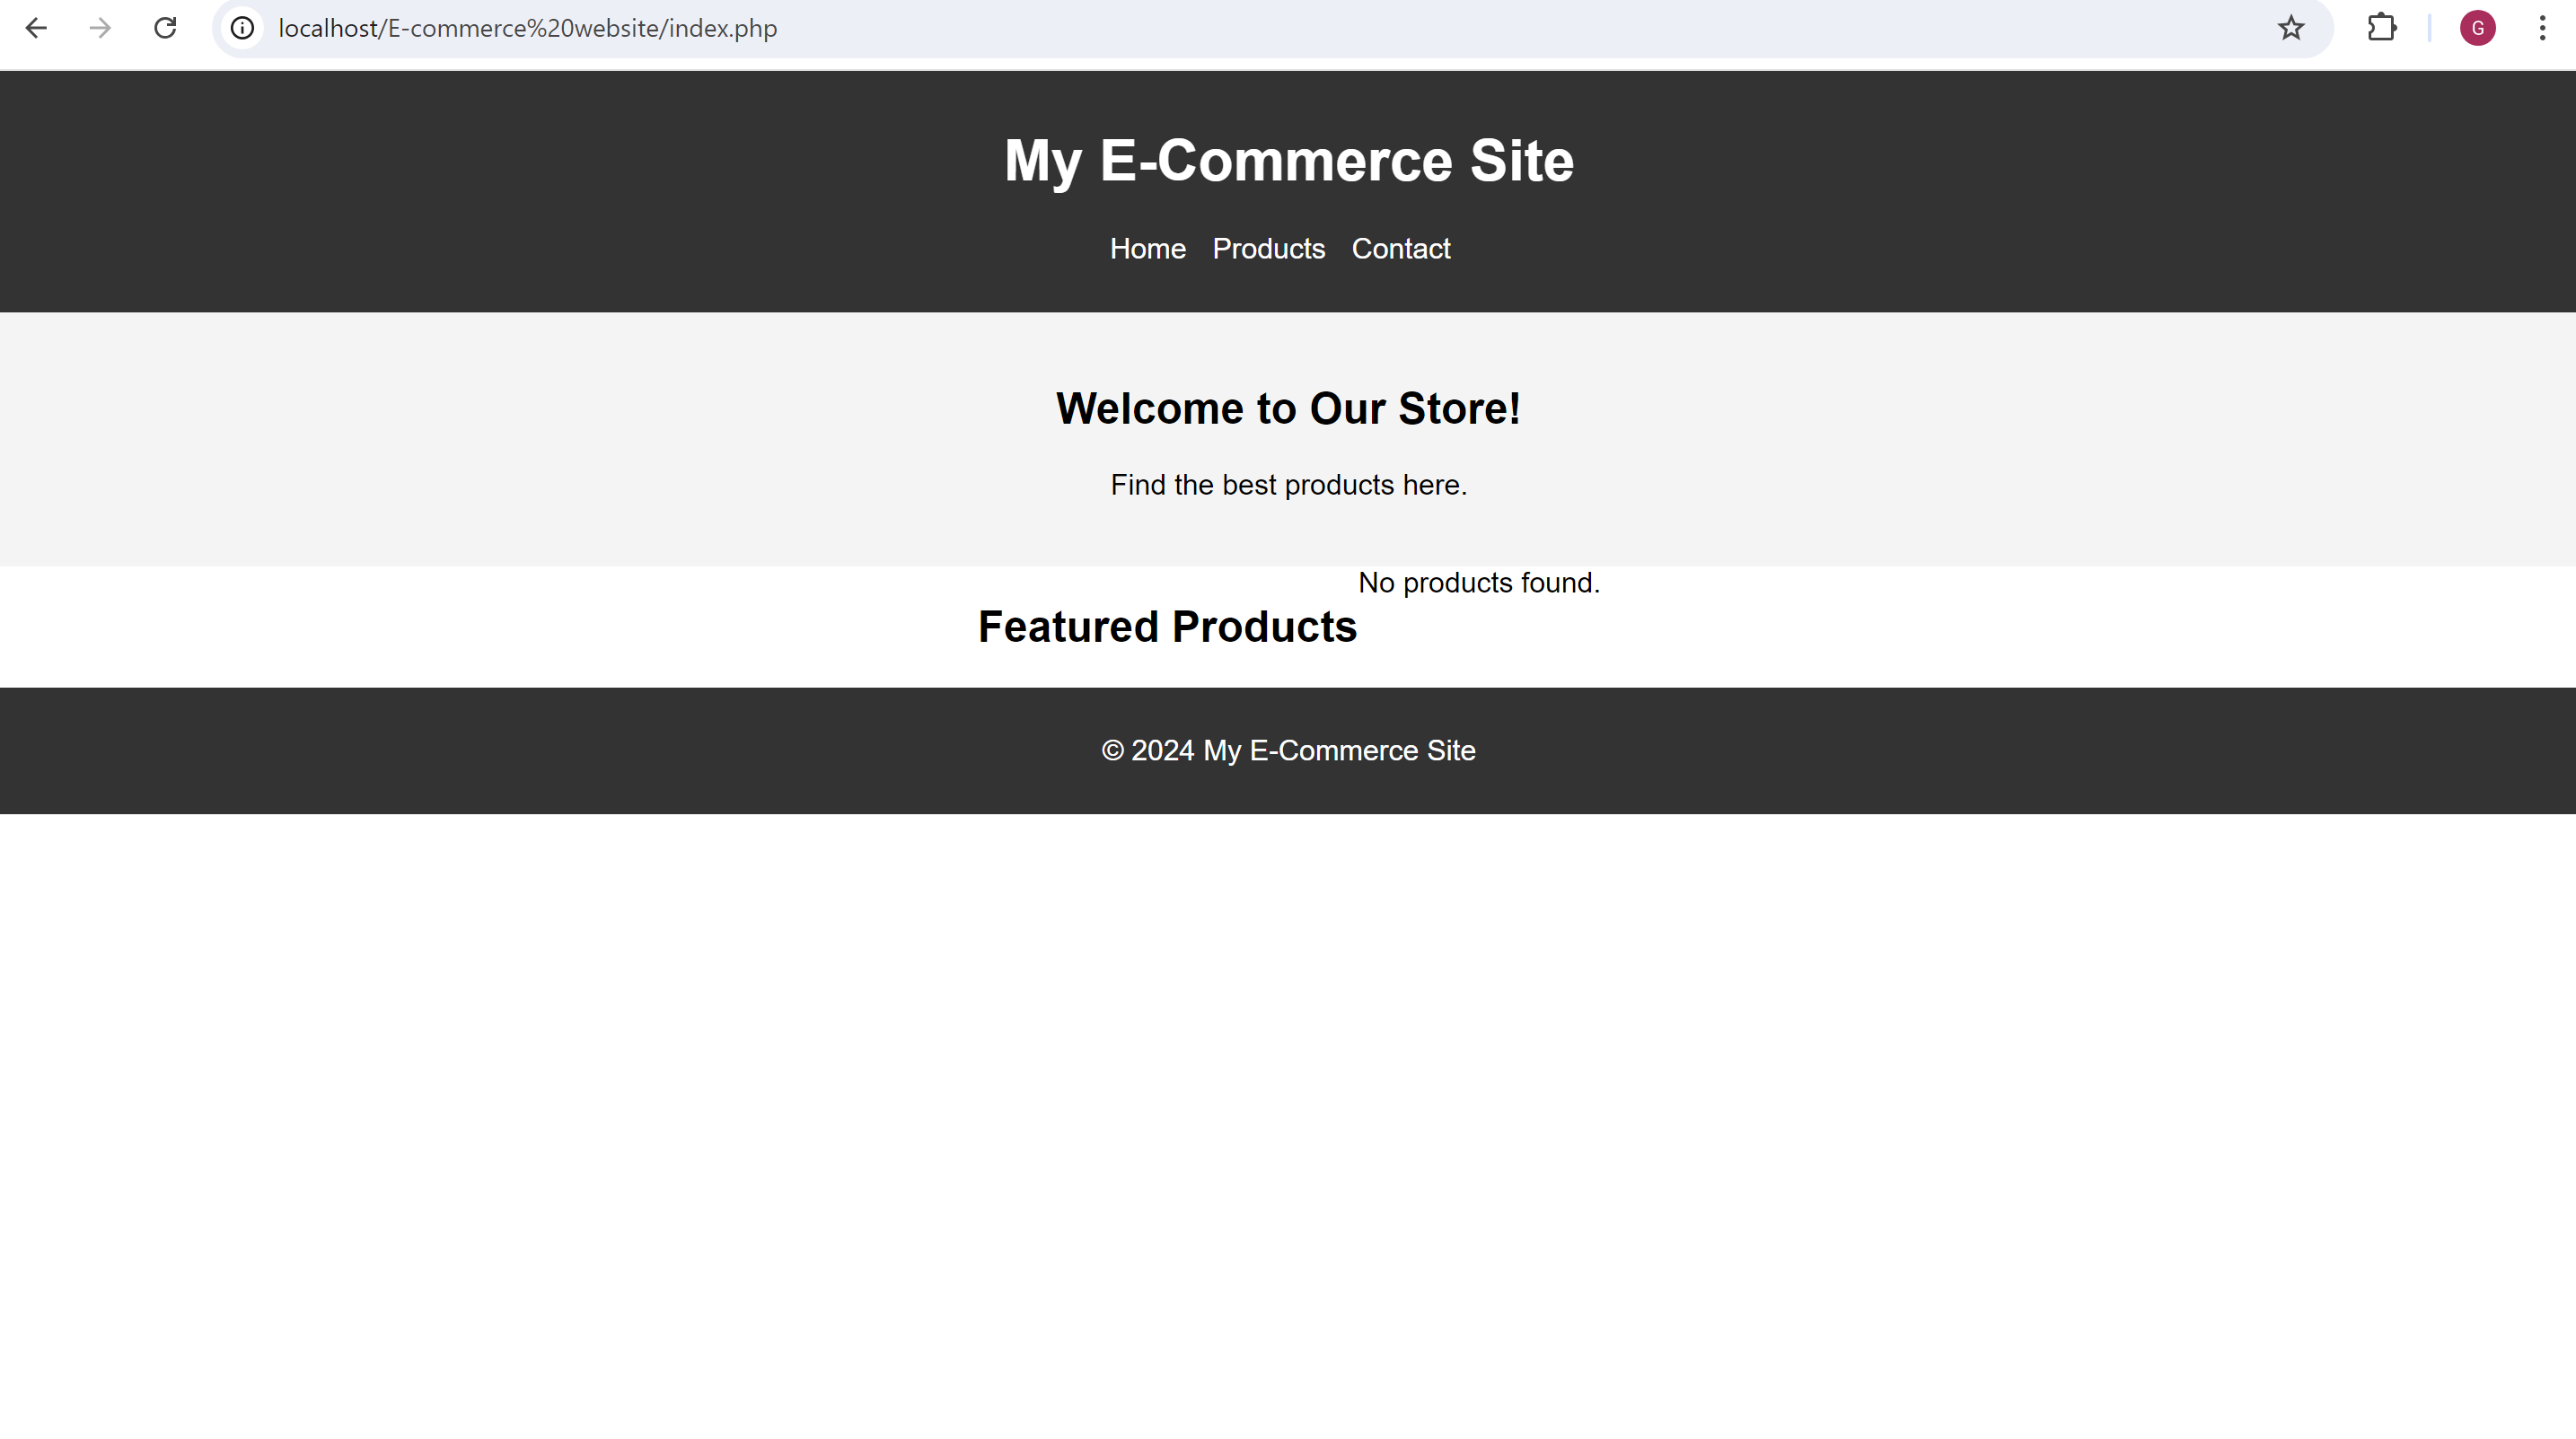 localhost/E-commerce%20website/index.php
G
My E-Commerce Site
Home Products Contact
Welcome to Our Store!
Find the best products here.
No products found.
Featured Products
© 2024 My E-Commerce Site